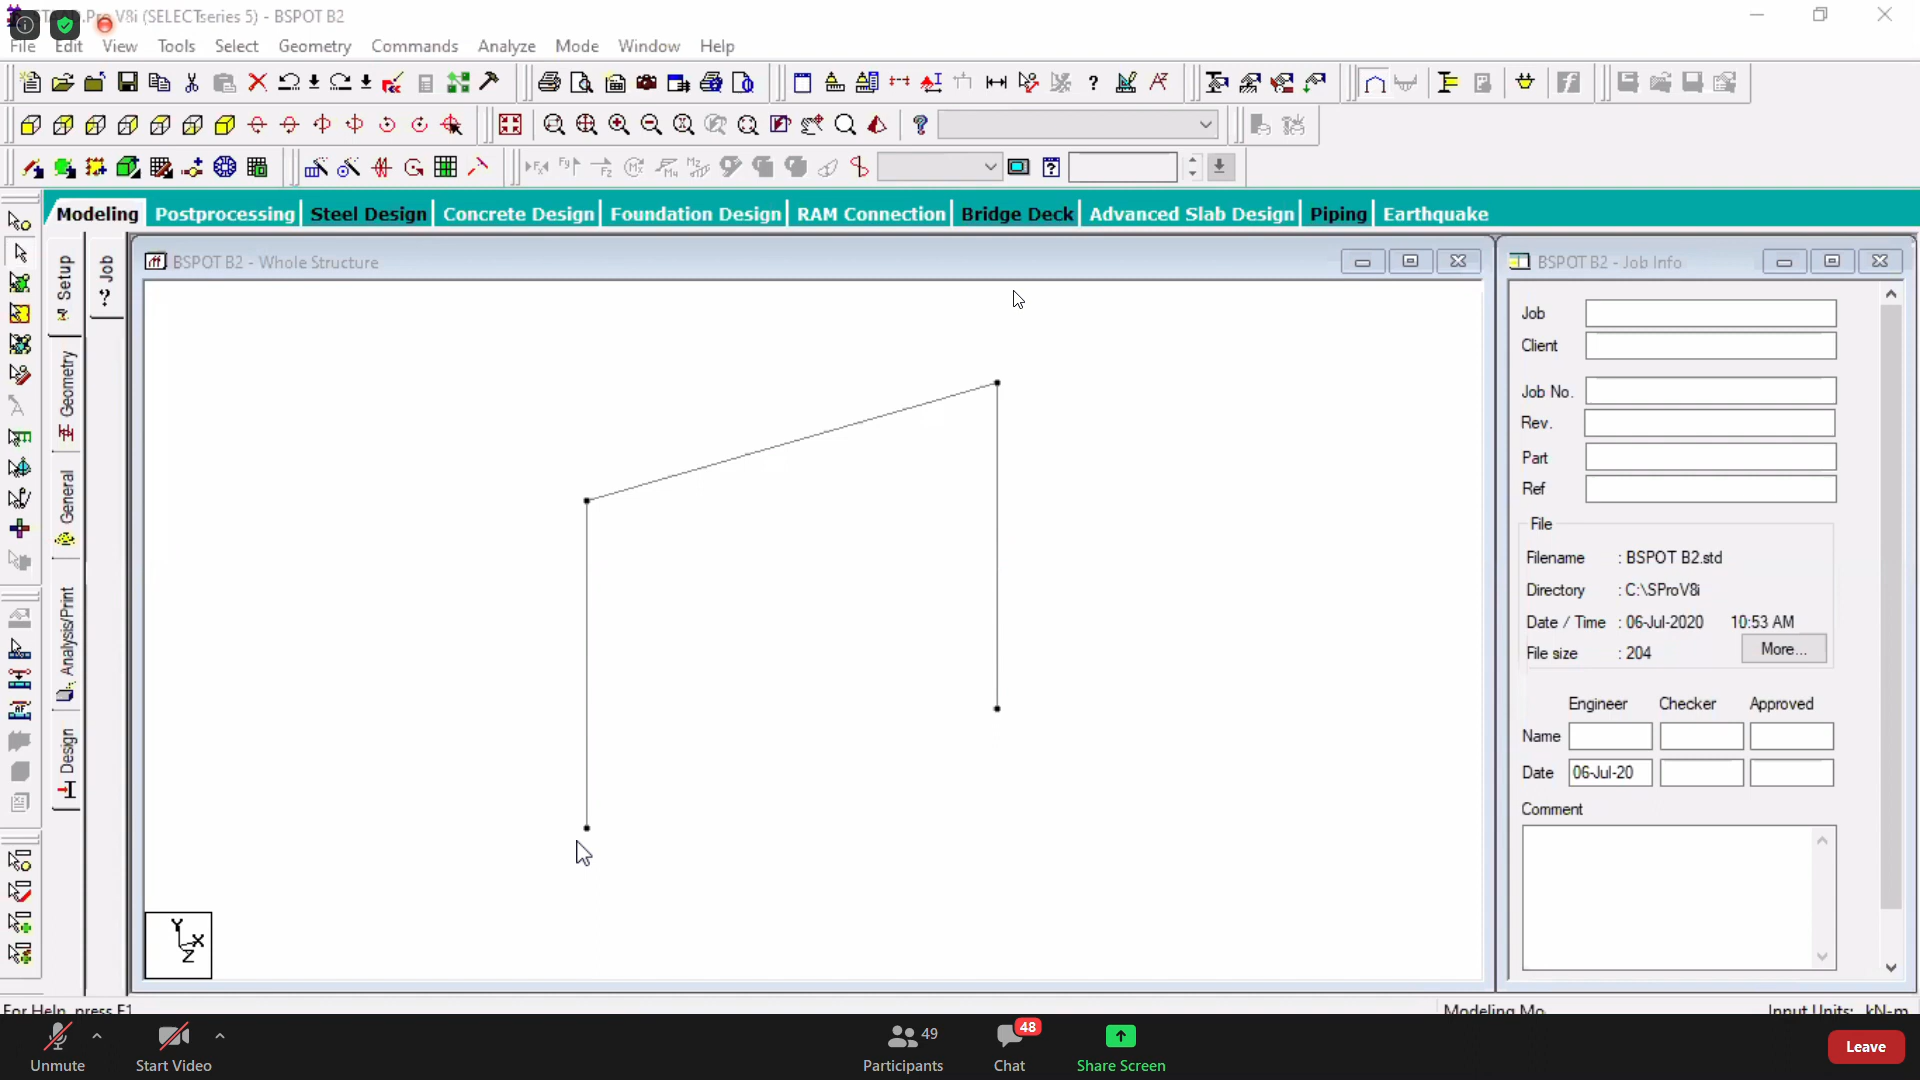 .Pro V8i (SELECTseries 5) - BSPOT B2
File Edit View Tools Select Geometry Commands Analyze Mode Window Help
Modeling Postprocessing Steel Design Concrete Design Foundation Design RAM Connection Bridge Deck Advanced Slab Design Piping Earthquake
Setup
Job
Geometry
General
Analysis/Print
Design
BSPOT B2 - Whole Structure
Y
X
Z
BSPOT B2 - Job Info
Job
Client
Job No.
Rev.
Part
Ref
File
Filename : BSPOT B2.std
Directory : C:\SProV8i
Date / Time : 06-Jul-2020 10:53 AM
File size : 204 More...
Engineer Checker Approved
Name
Date 06-Jul-20
Comment
For Help, press F1 Modeling Mo Input Units: kN-m
Unmute
Start Video
49
Participants
48
Chat
Share Screen
Leave